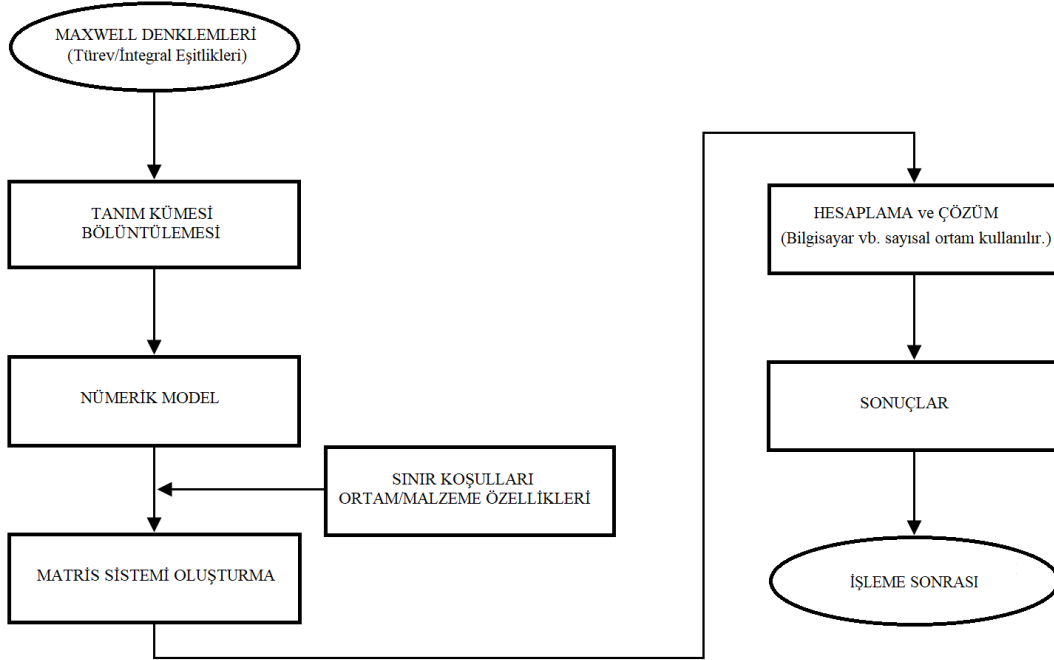 MAXWELL DENKLEMLERİ
(Türev/İntegral Eşitlikleri)
TANIM KÜMESİ
BÖLÜNTÜLEMESİ
NÜMERİK MODEL
SINIR KOŞULLARI
ORTAM/MALZEME ÖZELLİKLERİ
MATRİS SİSTEMİ OLUŞTURMA
HESAPLAMA ve ÇÖZÜM
(Bilgisayar vb. sayısal ortam kullanılır.)
SONUÇLAR
İŞLEME SONRASI